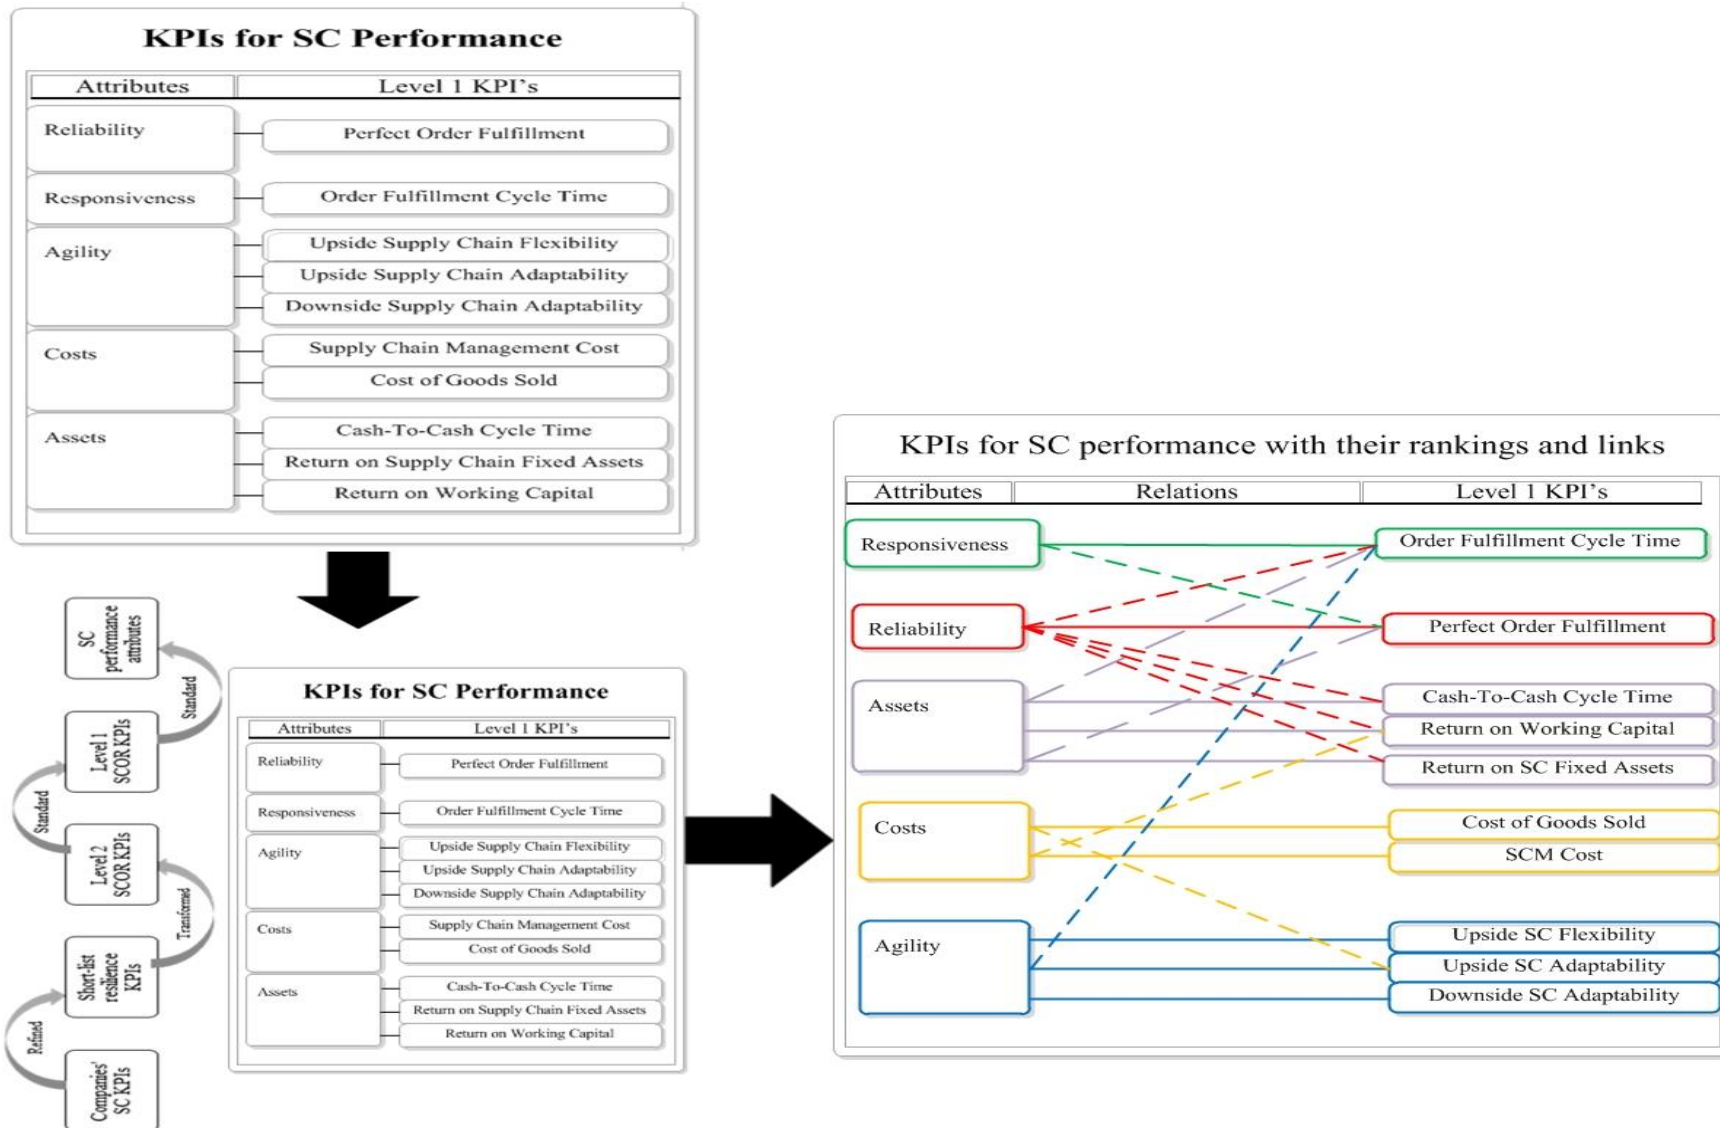 KPIs for SC Performance
Attributes
Level 1 KPI's
Reliability
Perfect Order Fulfillment
Responsiveness
Order Fulfillment Cycle Time
Agility
Upside Supply Chain Flexibility
Upside Supply Chain Adaptability
Downside Supply Chain Adaptability
Costs
Supply Chain Management Cost
Cost of Goods Sold
Assets
Cash-To-Cash Cycle Time
Return on Supply Chain Fixed Assets
Return on Working Capital
SC
performance
attributes
Standard
Level 1
SCOR KPIs
Standard
Level 2
SCOR KPIs
Transformed
Short-list
resilience
KPIs
Refined
Companies'
SC KPIs
KPIs for SC Performance
Attributes
Level 1 KPI's
Reliability
Perfect Order Fulfillment
Responsiveness
Order Fulfillment Cycle Time
Agility
Upside Supply Chain Flexibility
Upside Supply Chain Adaptability
Downside Supply Chain Adaptability
Costs
Supply Chain Management Cost
Cost of Goods Sold
Assets
Cash-To-Cash Cycle Time
Return on Supply Chain Fixed Assets
Return on Working Capital
KPIs for SC performance with their rankings and links
Attributes
Relations
Level 1 KPI's
Responsiveness
Order Fulfillment Cycle Time
Reliability
Perfect Order Fulfillment
Assets
Cash-To-Cash Cycle Time
Return on Working Capital
Return on SC Fixed Assets
Costs
Cost of Goods Sold
SCM Cost
Agility
Upside SC Flexibility
Upside SC Adaptability
Downside SC Adaptability